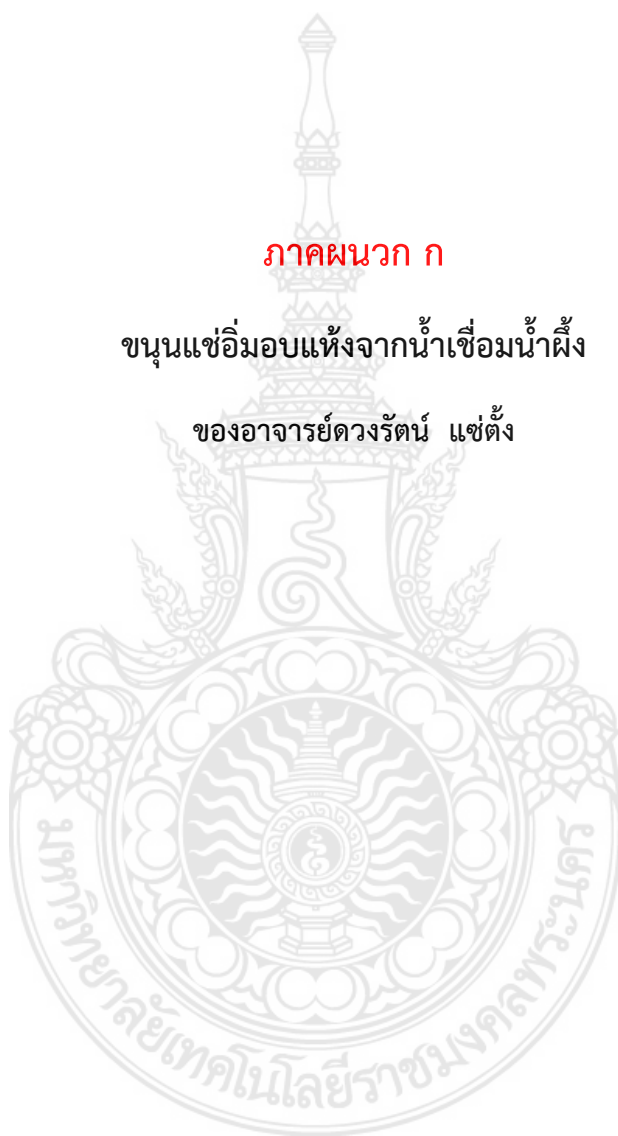 ภาคผนวก ก
ขนุนแช่อิ่มอบแห้งจากน้ำเชื่อมน้ำผึ้ง
ของอาจารย์ดวงรัตน์ แซ่ตั้ง
มหาวิทยาลัยเทคโนโลยีราชมงคลพระนคร